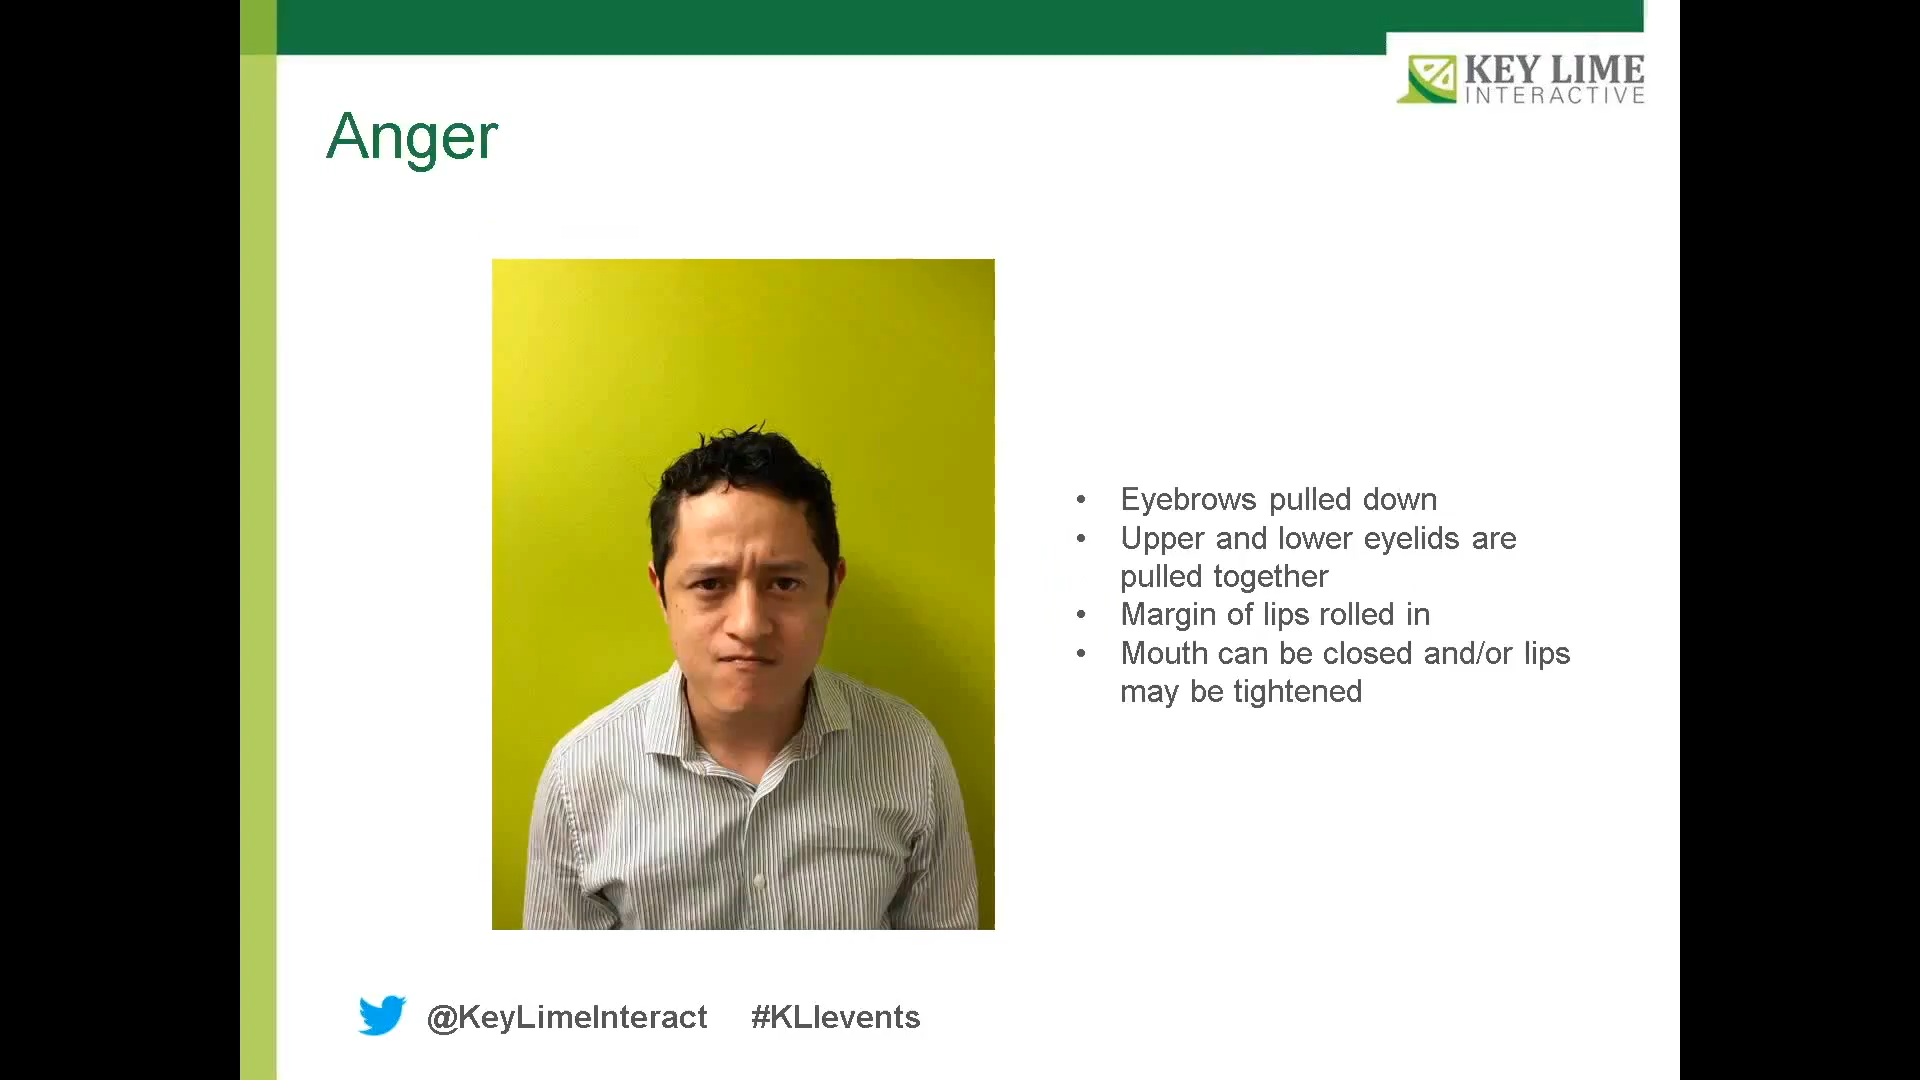 KEY LIME
INTERACTIVE
Anger
• Eyebrows pulled down
• Upper and lower eyelids are
pulled together
• Margin of lips rolled in
• Mouth can be closed and/or lips
may be tightened
@KeyLimeInteract #KLIevents